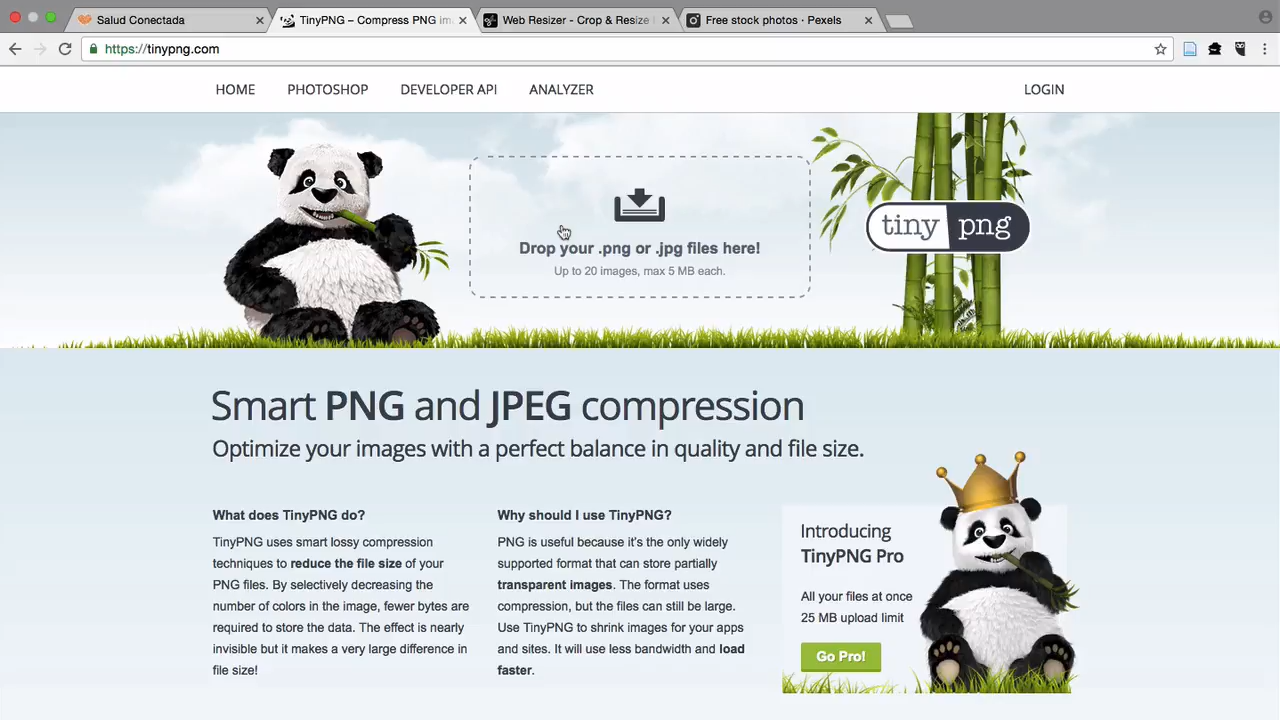 Salud Conectada
TinyPNG – Compress PNG im
Web Resizer - Crop & Resize
Free stock photos · Pexels
https://tinypng.com
HOME
PHOTOSHOP
DEVELOPER API
ANALYZER
LOGIN
Drop your .png or .jpg files here!
Up to 20 images, max 5 MB each.
tiny png
Smart PNG and JPEG compression
Optimize your images with a perfect balance in quality and file size.
What does TinyPNG do?
TinyPNG uses smart lossy compression
techniques to reduce the file size of your
PNG files. By selectively decreasing the
number of colors in the image, fewer bytes are
required to store the data. The effect is nearly
invisible but it makes a very large difference in
file size!
Why should I use TinyPNG?
PNG is useful because it's the only widely
supported format that can store partially
transparent images. The format uses
compression, but the files can still be large.
Use TinyPNG to shrink images for your apps
and sites. It will use less bandwidth and load
faster.
Introducing
TinyPNG Pro
All your files at once
25 MB upload limit
Go Pro!